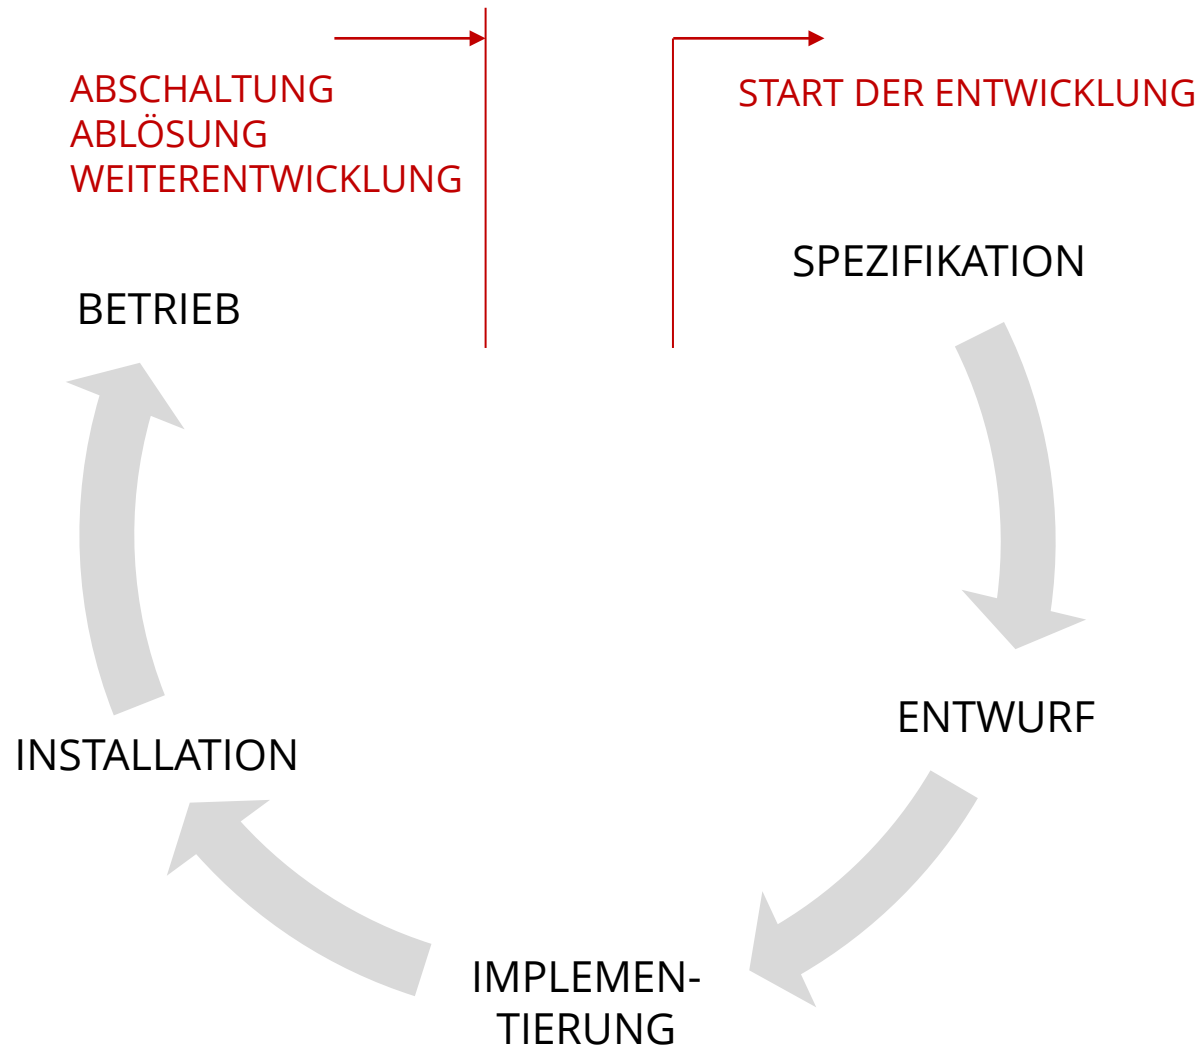 ABSCHALTUNG
ABLÖSUNG
WEITERENTWICKLUNG
START DER ENTWICKLUNG
SPEZIFIKATION
BETRIEB
ENTWURF
INSTALLATION
IMPLEMEN-
TIERUNG